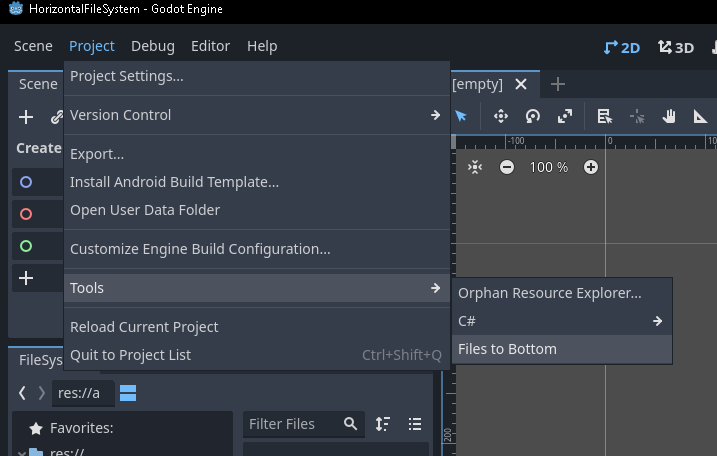 HorizontalFileSystem - Godot Engine
Scene Project Debug Editor Help 2D 3D
Scene [empty]
Project Settings...
Version Control
Create
Export...
Install Android Build Template...
Open User Data Folder
Customize Engine Build Configuration...
Tools
Reload Current Project
Quit to Project List Ctrl+Shift+Q
-100 0 10
100 %
Orphan Resource Explorer...
C#
Files to Bottom
FileSys
res://a
Favorites: Filter Files
res://
200